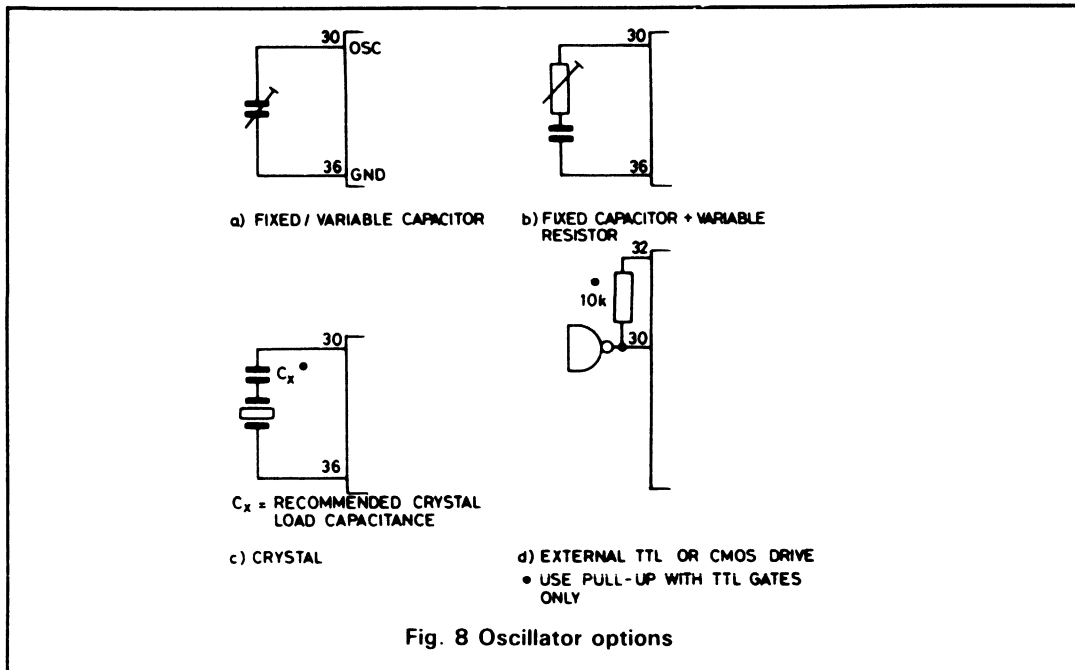 30
OSC
36
GND
a) FIXED / VARIABLE CAPACITOR
30
36
b) FIXED CAPACITOR + VARIABLE
RESISTOR
30
Cx •
36
Cx = RECOMMENDED CRYSTAL
LOAD CAPACITANCE
c) CRYSTAL
32
•
10k
30
d) EXTERNAL TTL OR CMOS DRIVE
• USE PULL-UP WITH TTL GATES
ONLY
Fig. 8 Oscillator options